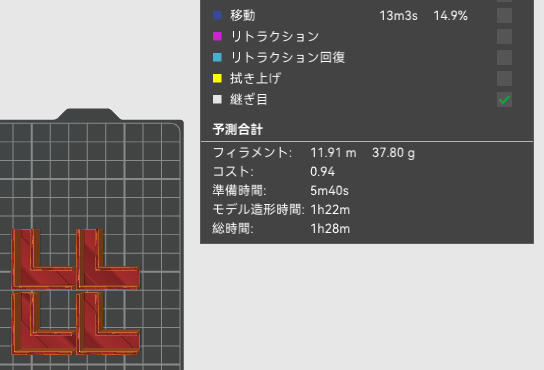 移動 13m3s 14.9%
リトラクション
リトラクション回復
拭き上げ
継ぎ目
予測合計
フィラメント: 11.91 m 37.80 g
コスト: 0.94
準備時間: 5m40s
モデル造形時間: 1h22m
総時間: 1h28m